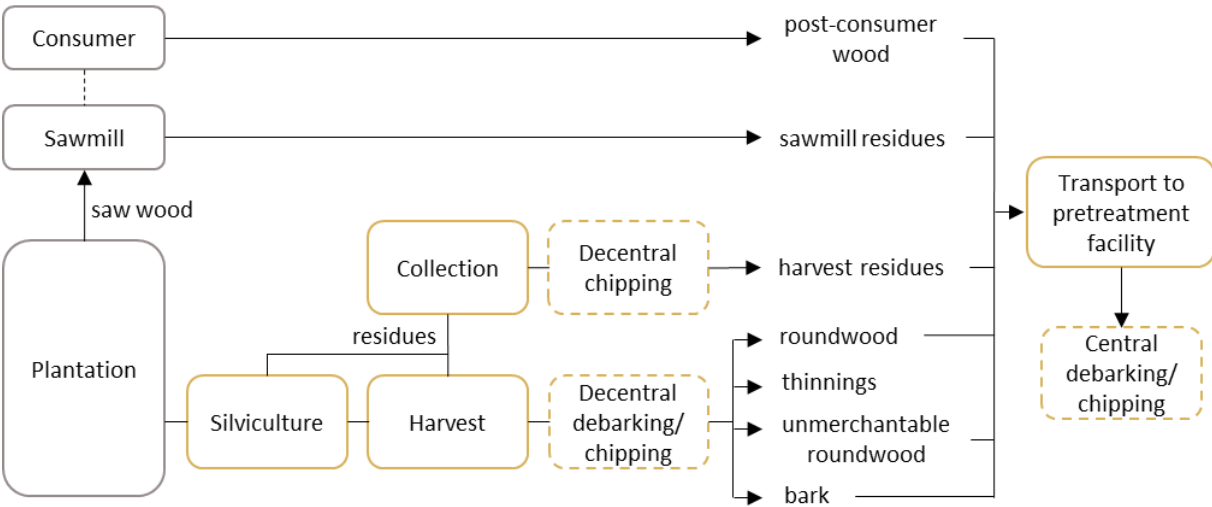 Consumer
post-consumer
wood
Sawmill
sawmill residues
saw wood
Transport to
pretreatment
facility
Collection
Decentral
chipping
harvest residues
residues
roundwood
Plantation
thinnings
Central
debarking/
chipping
Silviculture
Harvest
Decentral
debarking/
chipping
unmerchantable
roundwood
bark